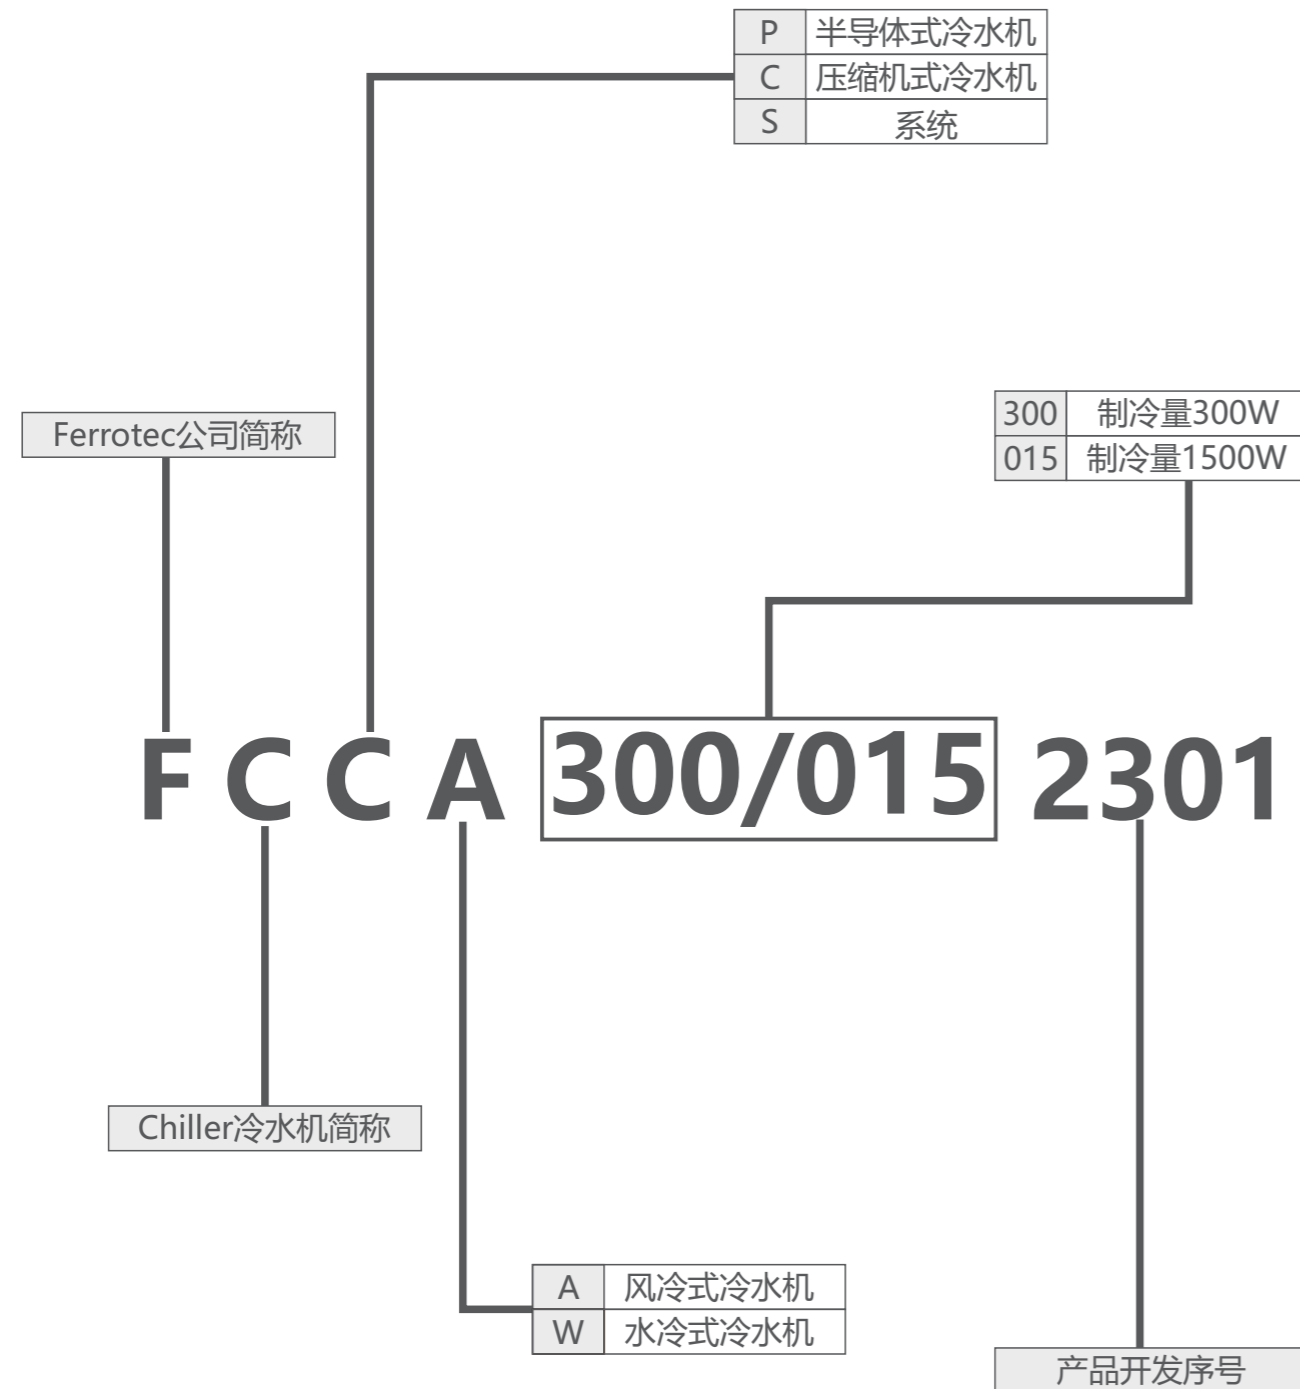 P 半导体式冷水机
C 压缩机式冷水机
S 系统
300 制冷量300W
015 制冷量1500W
Ferrotec公司简称
F C C A 300/015 2301
Chiller冷水机简称
A 风冷式冷水机
W 水冷式冷水机
产品开发序号